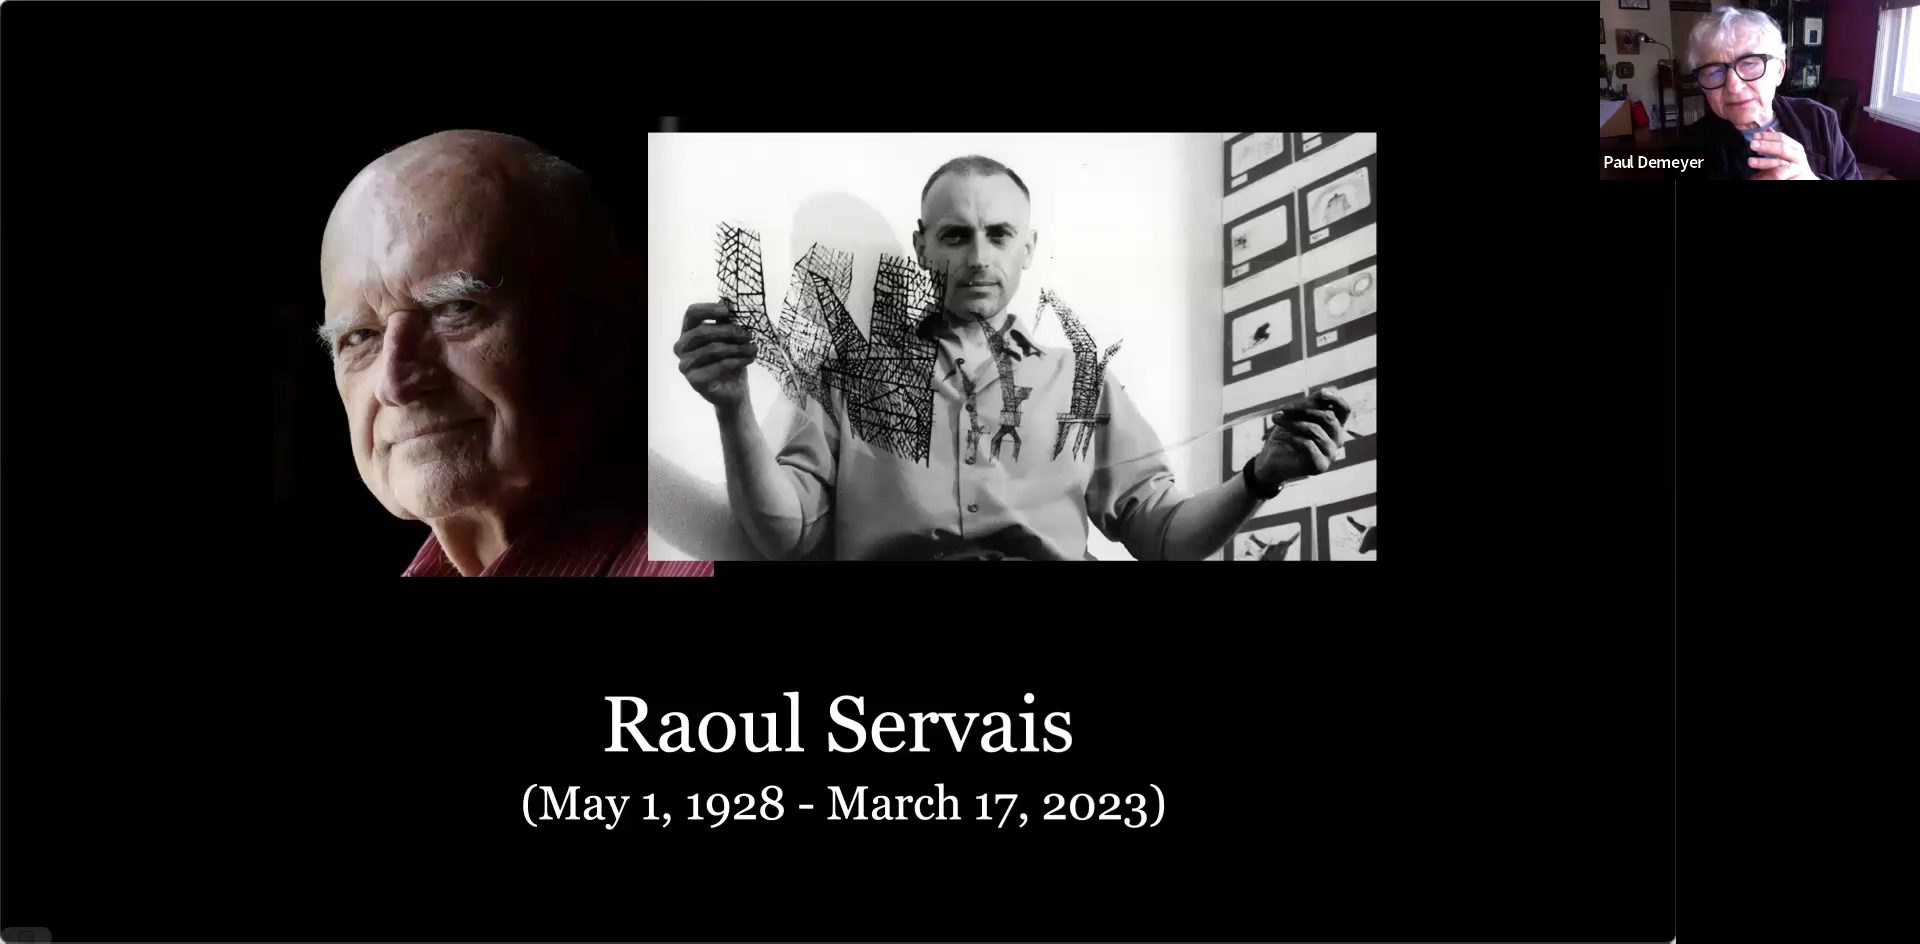 Paul Demeyer
Raoul Servais
(May 1, 1928 - March 17, 2023)